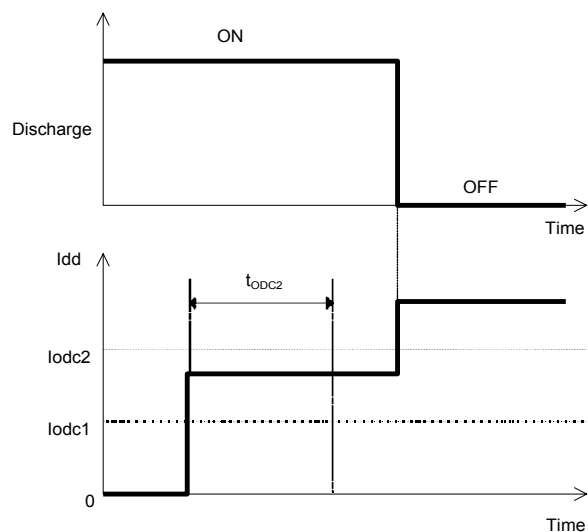 ON
Discharge
OFF
Time
Idd
tODC2
Iodc2
Iodc1
0
Time